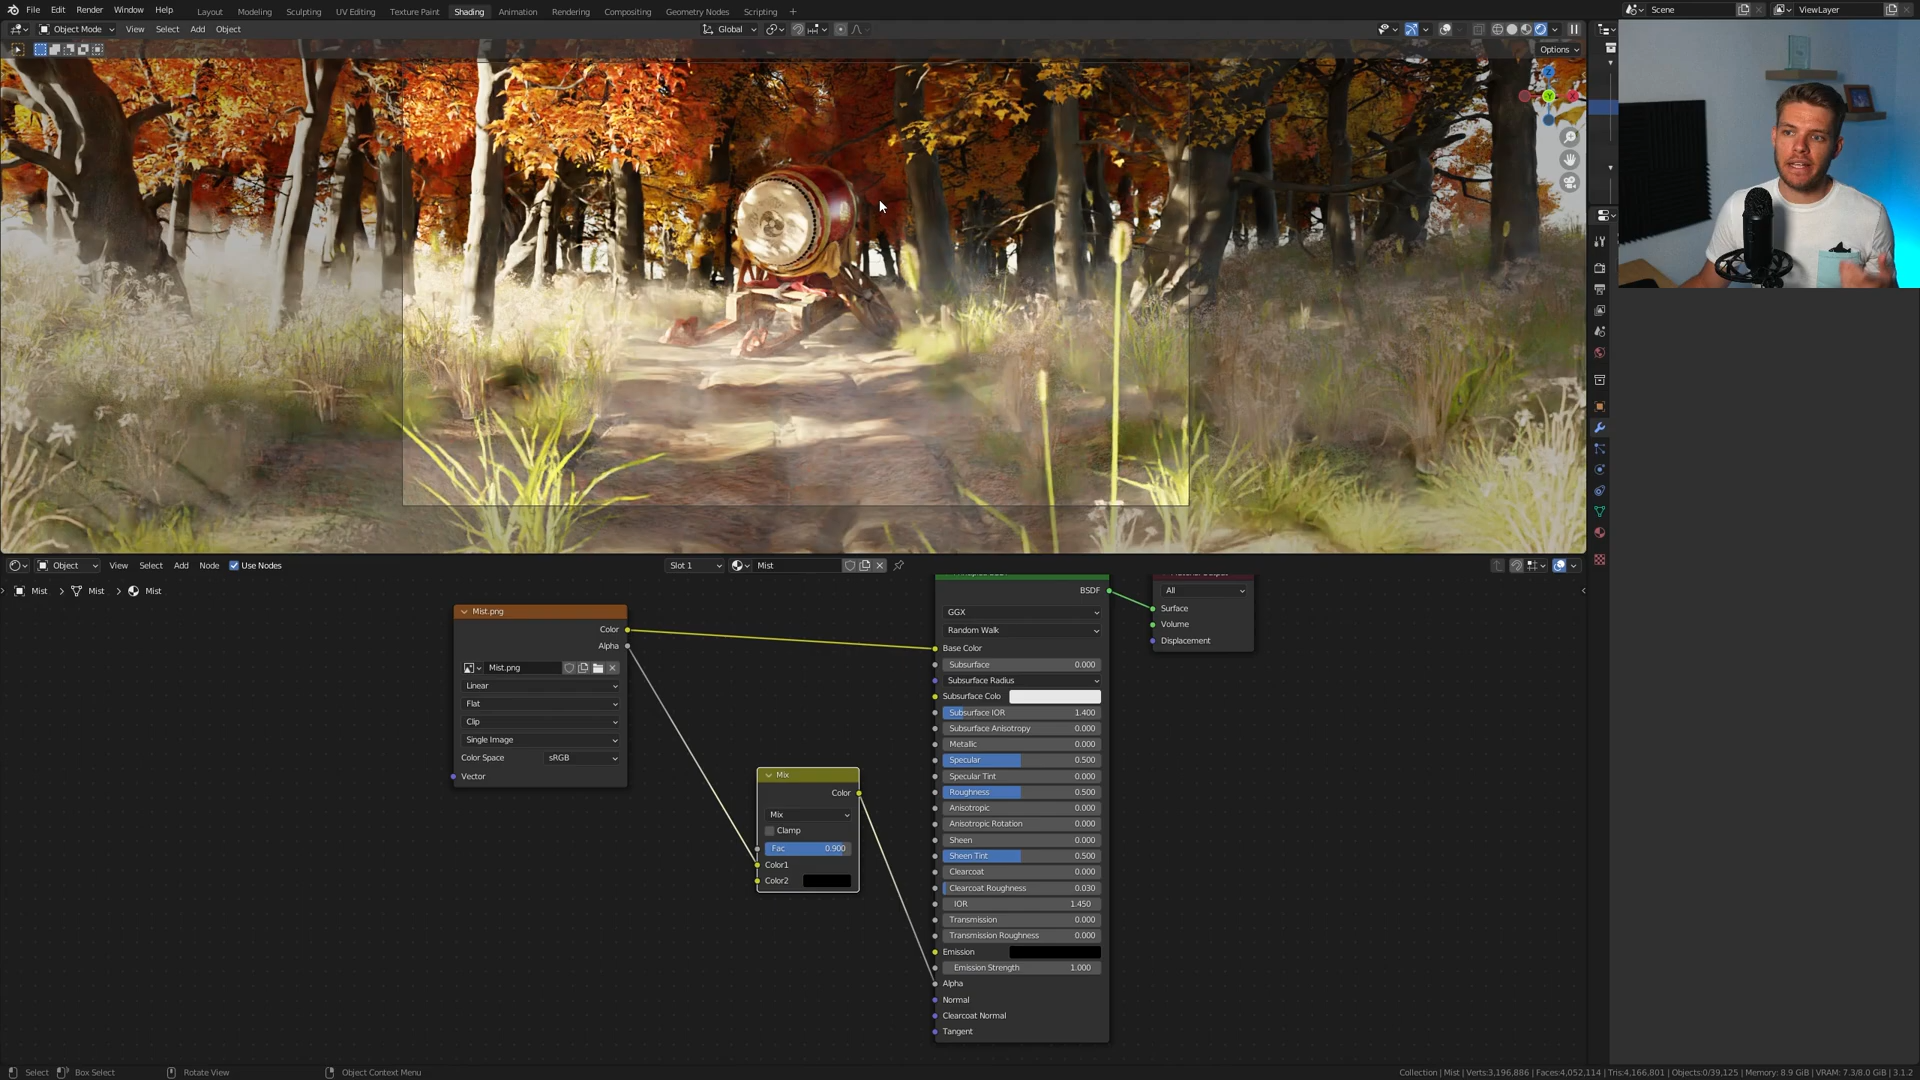 File Edit Render Window Help
Layout Modeling Sculpting UV Editing Texture Paint Shading Animation Rendering Compositing Geometry Nodes Scripting +
Scene
ViewLayer
Object Mode View Select Add Object
Global
Options
Z
Y
Object View Select Add Node Use Nodes
Slot 1
Mist
Mist > Mist > Mist
Mist.png
Color
Alpha
Mist.png
Linear
Flat
Clip
Single Image
Color Space sRGB
Vector
Mix
Color
Mix
Clamp
Fac 0.900
Color1
Color2
BSDF
GGX
Random Walk
Base Color
Subsurface 0.000
Subsurface Radius
Subsurface Colo
Subsurface IOR 1.400
Subsurface Anisotropy 0.000
Metallic 0.000
Specular 0.500
Specular Tint 0.000
Roughness 0.500
Anisotropic 0.000
Anisotropic Rotation 0.000
Sheen 0.000
Sheen Tint 0.500
Clearcoat 0.000
Clearcoat Roughness 0.030
IOR 1.450
Transmission 0.000
Transmission Roughness 0.000
Emission
Emission Strength 1.000
Alpha
Normal
Clearcoat Normal
Tangent
All
Surface
Volume
Displacement
Select Box Select Rotate View Object Context Menu
Collection | Mist | Verts:3,196,886 | Faces:4,052,114 | Tris:4,166,801 | Objects:0/39,125 | Memory: 8.9 GiB | VRAM: 7.3/8.0 GiB | 3.1.2